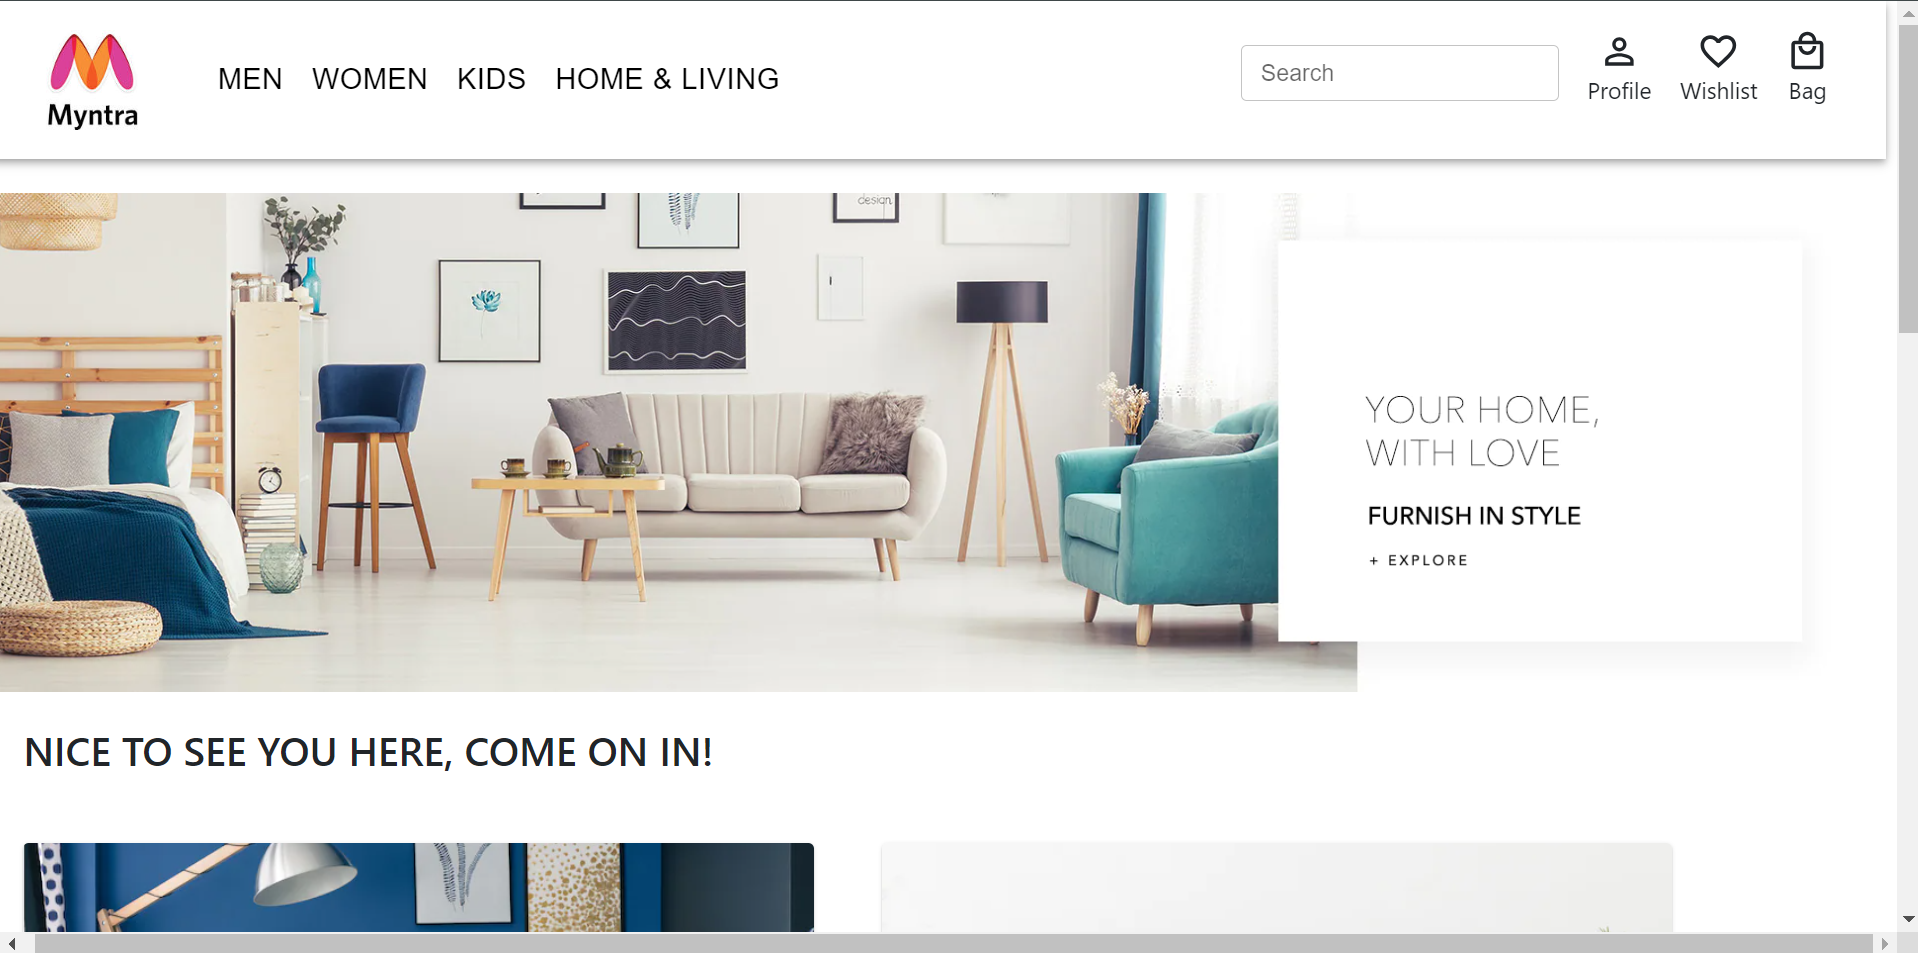 Myntra
MEN WOMEN KIDS HOME & LIVING
Search
Profile Wishlist Bag
design.
YOUR HOME,
WITH LOVE
FURNISH IN STYLE
+ EXPLORE
NICE TO SEE YOU HERE, COME ON IN!